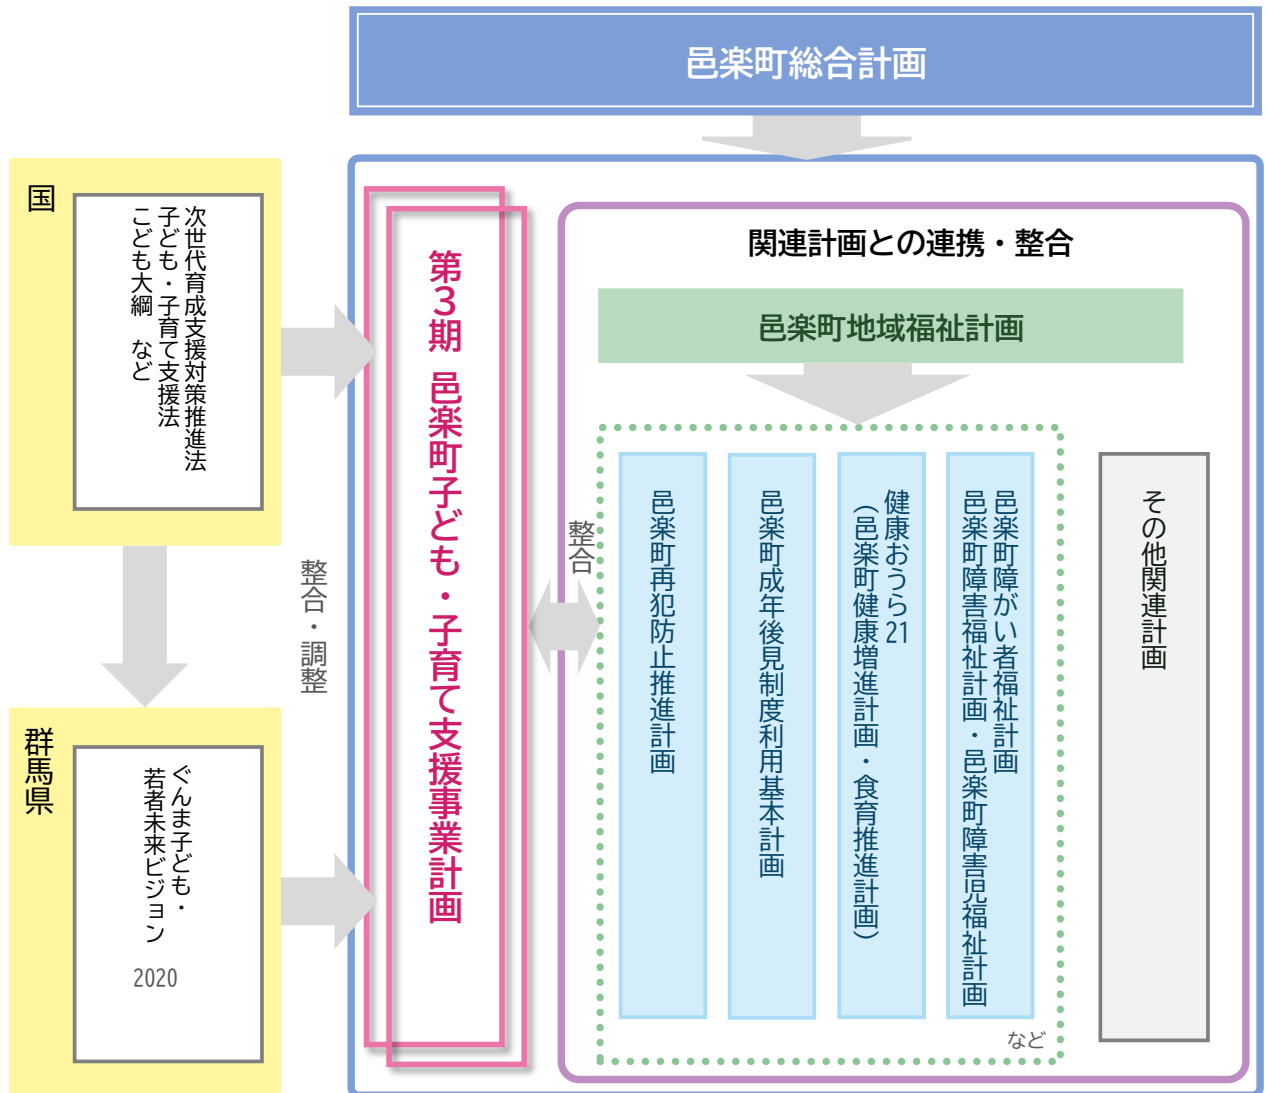 邑楽町総合計画
国
次世代育成支援対策推進法
子ども・子育て支援法
こども大綱　など
整合・調整
群馬県
ぐんま子ども・
若者未来ビジョン
2020
第３期 邑楽町子ども・子育て支援事業計画
整合
関連計画との連携・整合
邑楽町地域福祉計画
邑楽町再犯防止推進計画
邑楽町成年後見制度利用基本計画
健康おうら21
（邑楽町健康増進計画・食育推進計画）
邑楽町障がい者福祉計画
邑楽町障害福祉計画・邑楽町障害児福祉計画
など
その他関連計画